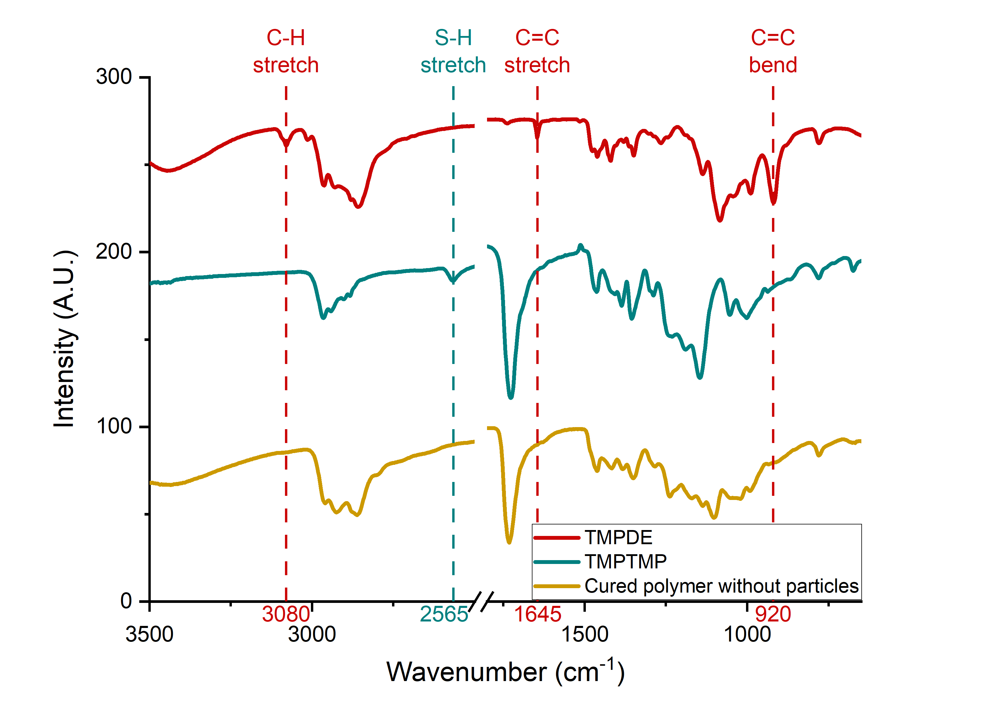 C-H
stretch
S-H
stretch
C=C
stretch
C=C
bend
300
200
100
0
Intensity (A.U.)
TMPDE
TMPTMP
Cured polymer without particles
3080
2565
1645
920
3500
3000
1500
1000
Wavenumber (cm⁻¹)